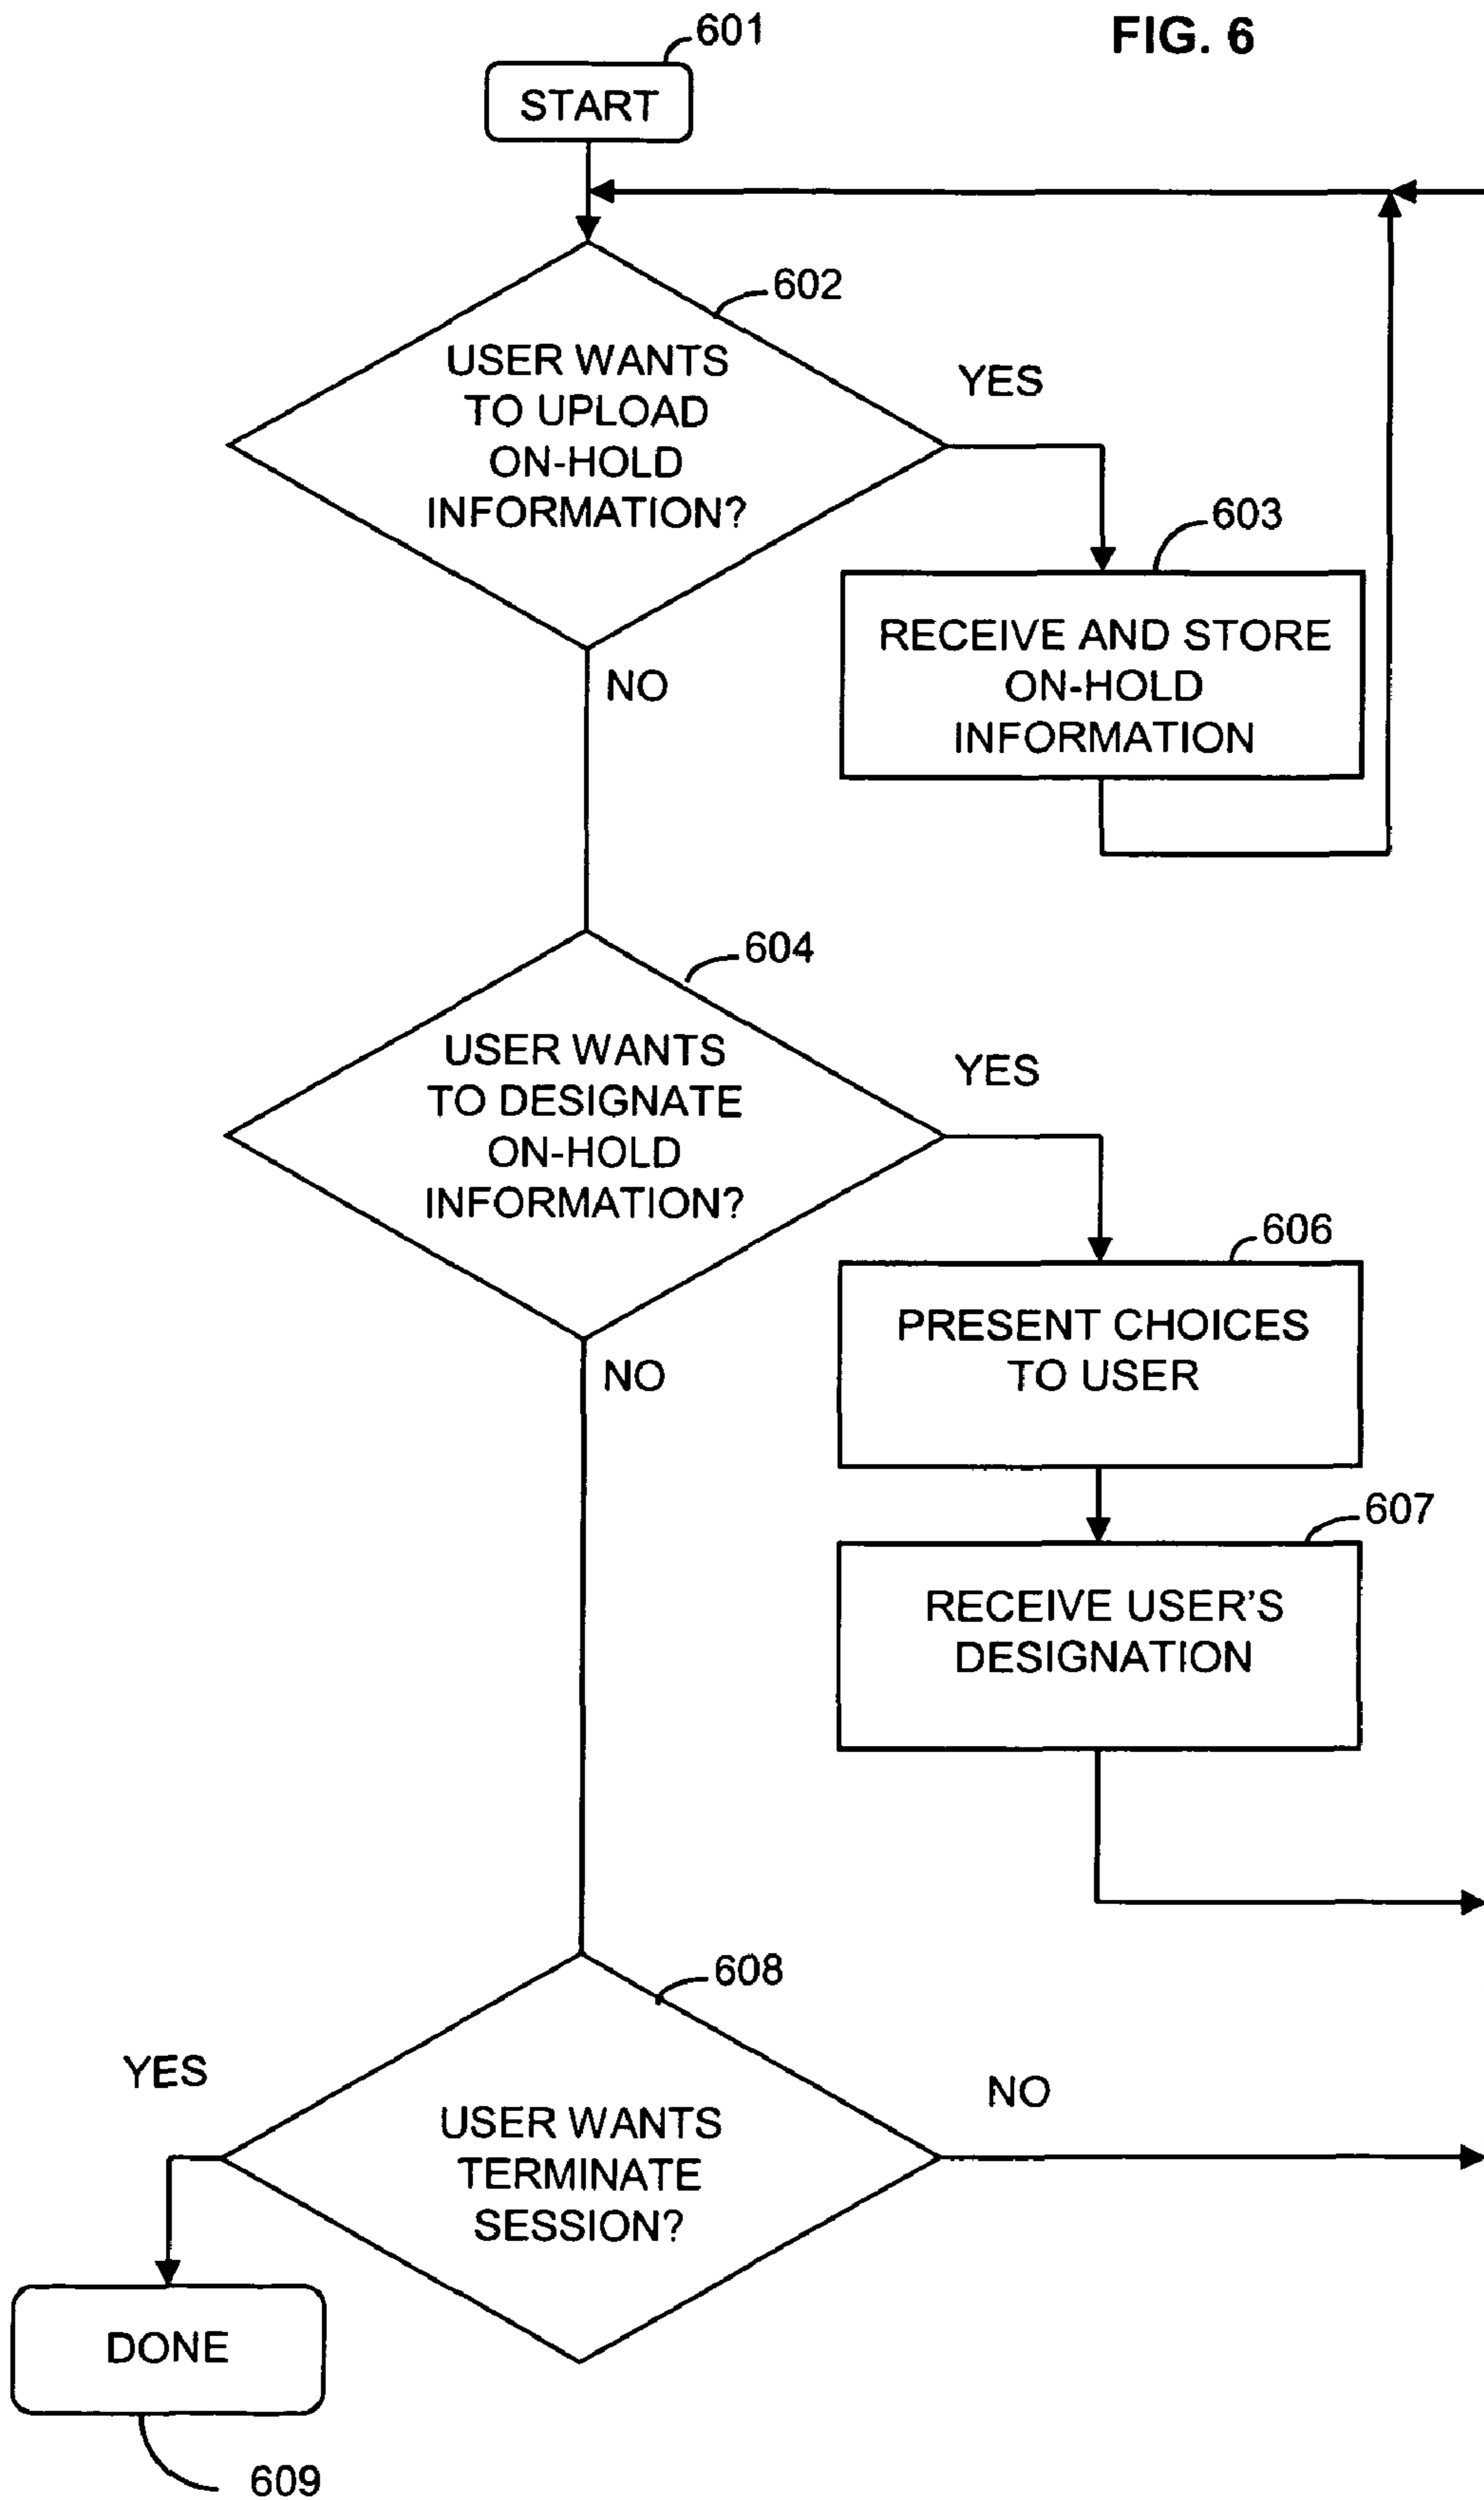 FIG. 6
601
START
602
USER WANTS
TO UPLOAD
ON-HOLD
INFORMATION?
YES
603
RECEIVE AND STORE
ON-HOLD
INFORMATION
NO
604
USER WANTS
TO DESIGNATE
ON-HOLD
INFORMATION?
YES
606
PRESENT CHOICES
TO USER
NO
607
RECEIVE USER'S
DESIGNATION
608
YES
NO
USER WANTS
TERMINATE
SESSION?
DONE
609